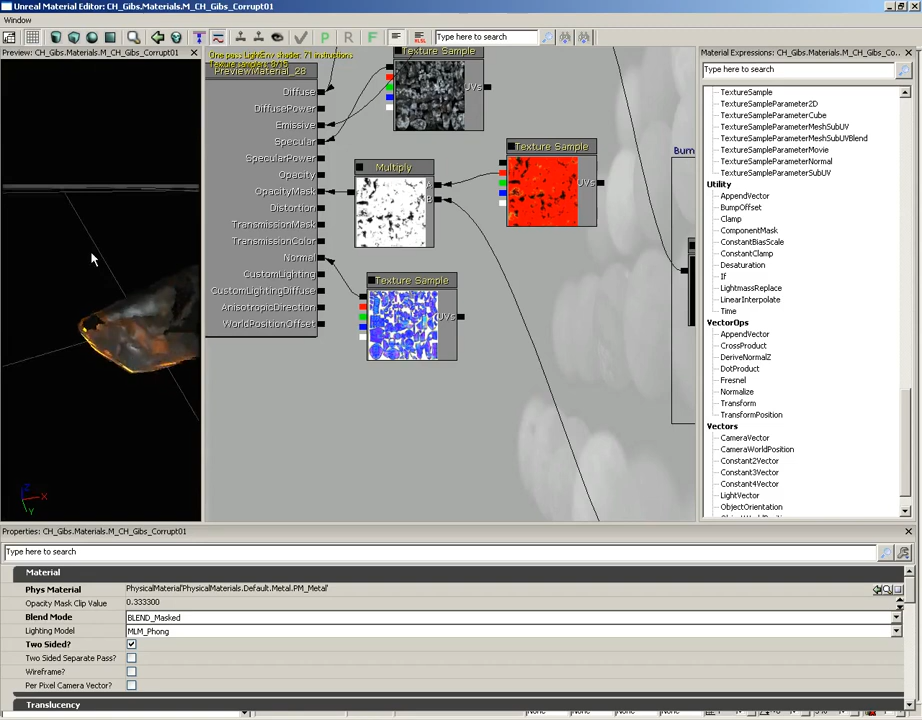 Unreal Material Editor: CH_Gibs.Materials.M_CH_Gibs_Corrupt01
Window
Type here to search
Preview: CH_Gibs.Materials.M_CH_Gibs_Corrupt01
Z
X
Y
One pass LightEnv shader: 71 instructions
PreviewMaterial_28
Diffuse
DiffusePower
Emissive
Specular
SpecularPower
Opacity
OpacityMask
Distortion
TransmissionMask
TransmissionColor
Normal
CustomLighting
CustomLightingDiffuse
AnisotropicDirection
WorldPositionOffset
Texture Sample
UVs
Multiply
A
B
Texture Sample
UVs
Texture Sample
UVs
Bum
Material Expressions: CH_Gibs.Materials.M_CH_Gibs_Co...
Type here to search
TextureSample
TextureSampleParameter2D
TextureSampleParameterCube
TextureSampleParameterMeshSubUV
TextureSampleParameterMeshSubUVBlend
TextureSampleParameterMovie
TextureSampleParameterNormal
TextureSampleParameterSubUV
Utility
AppendVector
BumpOffset
Clamp
ComponentMask
ConstantBiasScale
ConstantClamp
Desaturation
If
LightmassReplace
LinearInterpolate
Time
VectorOps
AppendVector
CrossProduct
DeriveNormalZ
DotProduct
Fresnel
Normalize
Transform
TransformPosition
Vectors
CameraVector
CameraWorldPosition
Constant2Vector
Constant3Vector
Constant4Vector
LightVector
ObjectOrientation
Properties: CH_Gibs.Materials.M_CH_Gibs_Corrupt01
Type here to search
Material
Phys Material PhysicalMaterial'PhysicalMaterials.Default.Metal.PM_Metal'
Opacity Mask Clip Value 0.333300
Blend Mode BLEND_Masked
Lighting Model MLM_Phong
Two Sided?
Two Sided Separate Pass?
Wireframe?
Per Pixel Camera Vector?
Translucency